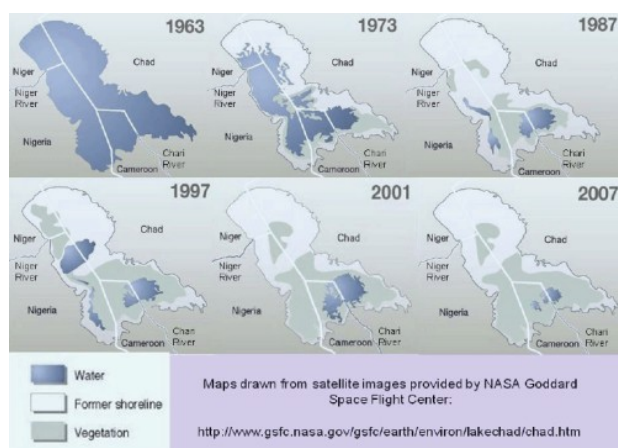 1963
Chad
Niger
Niger
River
Nigeria
Chari
River
Cameroon
1973
Chad
Niger
Niger
River
Nigeria
Chari
River
Cameroon
1987
Chad
Niger
Niger
River
Nigeria
Chari
River
Cameroon
1997
Chad
Niger
Niger
River
Nigeria
Chari
River
Cameroon
2001
Chad
Niger
Niger
River
Nigeria
Chari
River
Cameroon
2007
Chad
Niger
Niger
River
Nigeria
Chari
River
Cameroon
Water
Former shoreline
Vegetation
Maps drawn from satellite images provided by NASA Goddard
Space Flight Center:
http://www.gsfc.nasa.gov/gsfc/earth/environ/lakechad/chad.htm